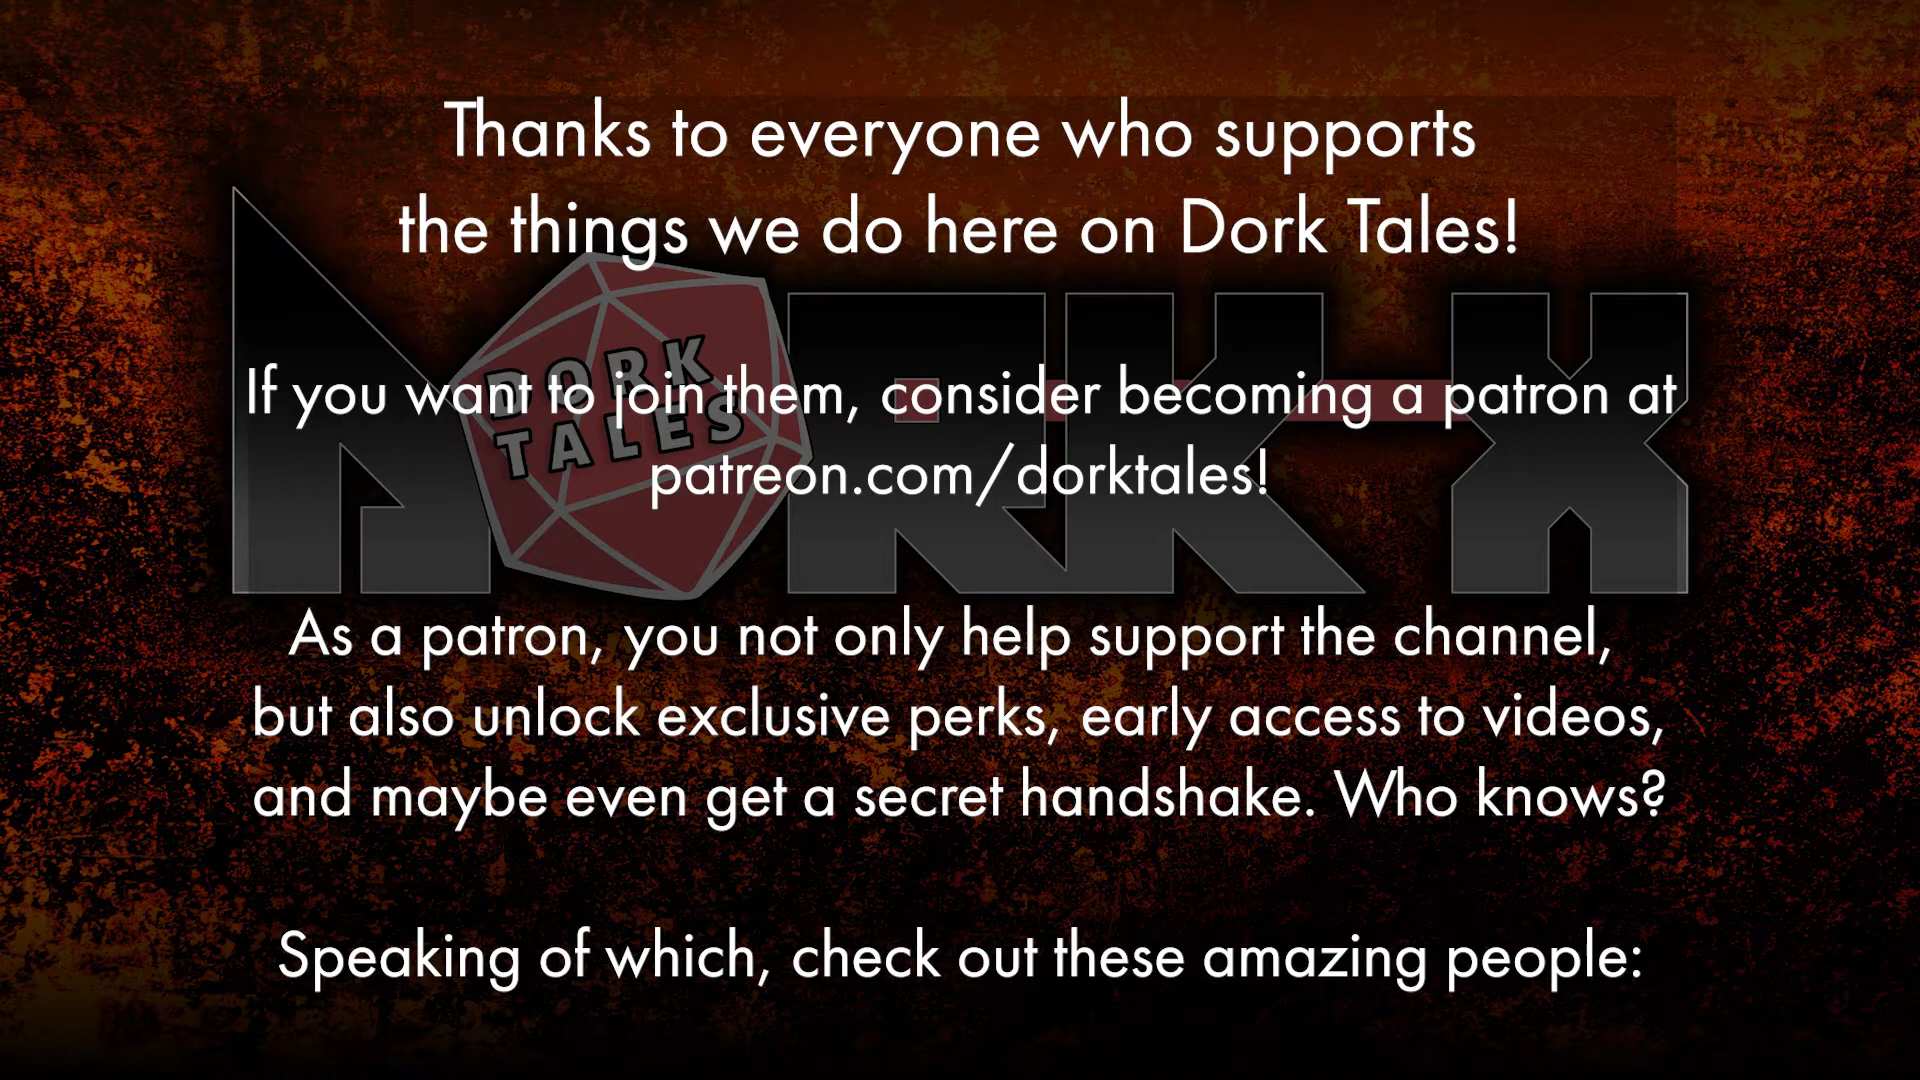 Thanks to everyone who supports
the things we do here on Dork Tales!
DORK
TALES
DORK-X
If you want to join them, consider becoming a patron at
patreon.com/dorktales!
As a patron, you not only help support the channel,
but also unlock exclusive perks, early access to videos,
and maybe even get a secret handshake. Who knows?
Speaking of which, check out these amazing people: